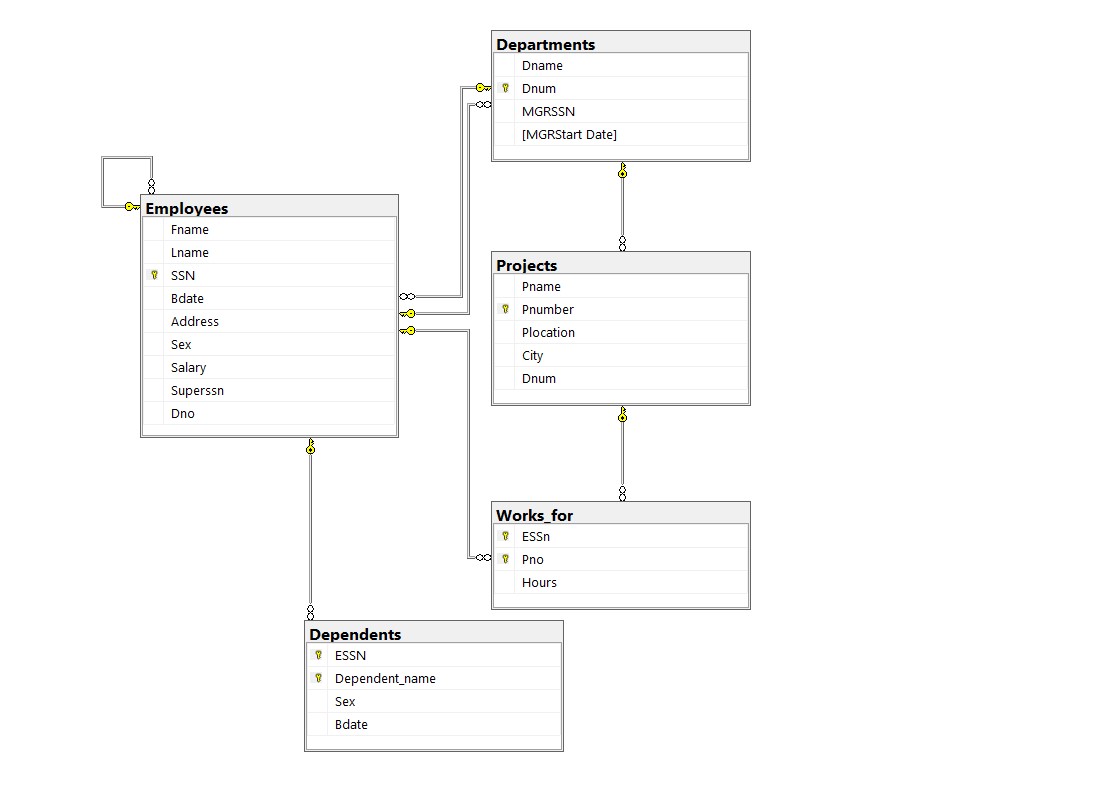 Departments
Dname
Dnum
MGRSSN
[MGRStart Date]
Employees
Fname
Lname
SSN
Bdate
Address
Sex
Salary
Superssn
Dno
Projects
Pname
Pnumber
Plocation
City
Dnum
Works_for
ESSn
Pno
Hours
Dependents
ESSN
Dependent_name
Sex
Bdate